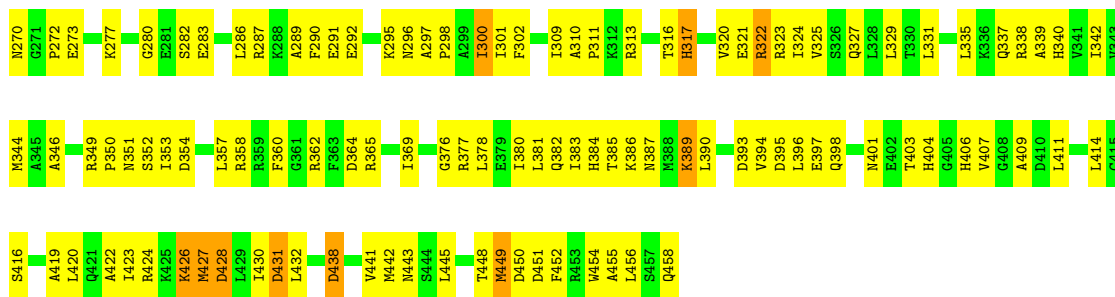 N270 G271 P272 E273 K277 G280 E281 S282 E283 L286 R287 K288 A289 F290 E291 E292 K295 N296 A297 P298 A299 I300 I301 F302 I309 A310 P311 K312 R313 T316 H317 V320 E321 R322 R323 I324 V325 S326 Q327 L328 L329 T330 L331 L335 K336 Q337 R338 A339 H340 V341 I342 V343
M344 A345 A346 R349 P350 N351 S352 I353 D354 L357 R358 R359 F360 G361 R362 F363 D364 R365 I369 G376 R377 L378 E379 I380 L381 Q382 I383 H384 T385 K386 N387 M388 K389 L390 D393 V394 D395 L396 E397 Q398 N401 E402 T403 H404 G405 H406 V407 G408 A409 D410 L411 L414 C415
S416 A419 L420 Q421 A422 I423 R424 K425 K426 M427 D428 L429 I430 D431 L432 D438 V441 M442 N443 S444 L445 T448 M449 D450 D451 F452 R453 W454 A455 L456 S457 Q458